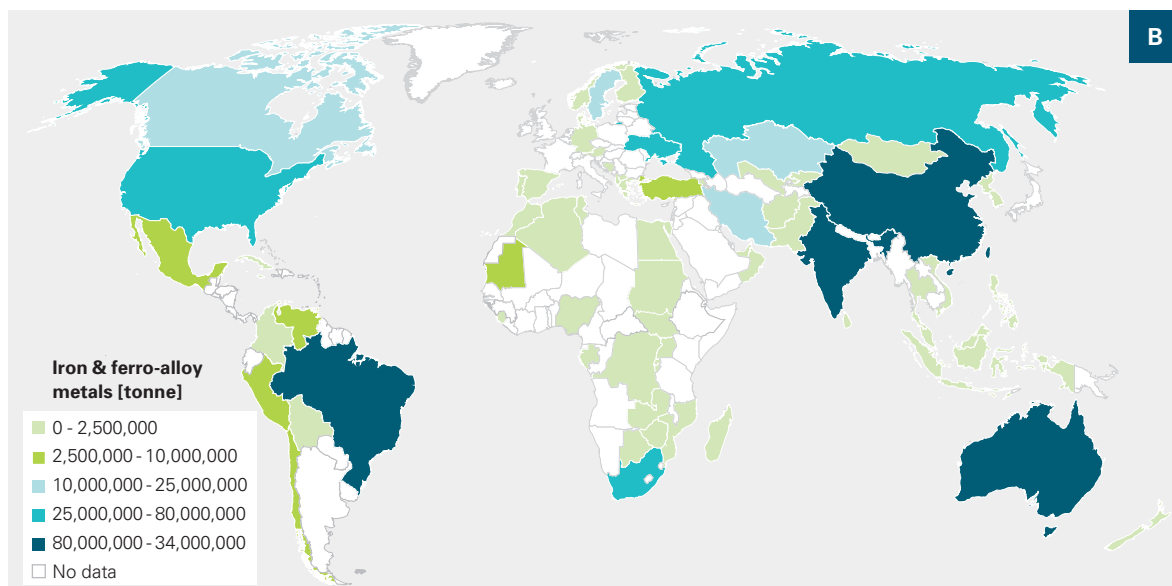 B
Iron & ferro-alloy
metals [tonne]
0 - 2,500,000
2,500,000 - 10,000,000
10,000,000 - 25,000,000
25,000,000 - 80,000,000
80,000,000 - 34,000,000
No data